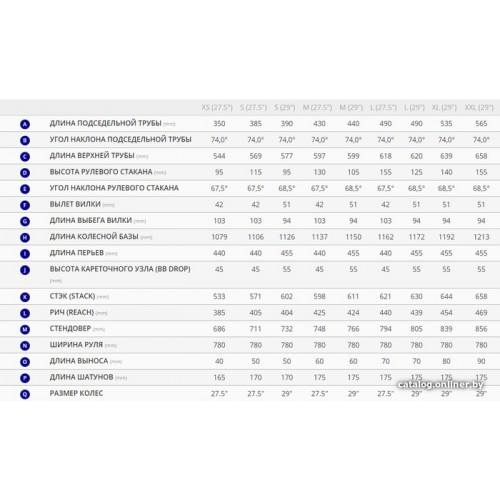 XS (27,5") S (27,5") S (29") M (27,5") M (29") L (27,5") L (29") XL (29") XXL (29")
A ДЛИНА ПОДСЕДЕЛЬНОЙ ТРУБЫ (mm) 350 385 390 430 440 490 490 535 565
B УГОЛ НАКЛОНА ПОДСЕДЕЛЬНОЙ ТРУБЫ 74,0° 74,0° 74,0° 74,0° 74,0° 74,0° 74,0° 74,0° 74,0°
C ДЛИНА ВЕРХНЕЙ ТРУБЫ (mm) 544 569 577 597 599 618 620 639 658
D ВЫСОТА РУЛЕВОГО СТАКАНА (mm) 95 115 95 130 105 155 125 140 155
E УГОЛ НАКЛОНА РУЛЕВОГО СТАКАНА 67,5° 67,5° 68,5° 67,5° 68,5° 67,5° 68,5° 68,5° 68,5°
F ВЫЛЕТ ВИЛКИ (mm) 42 42 51 42 51 42 51 51 51
G ДЛИНА ВЫБЕГА ВИЛКИ (mm) 103 103 94 103 94 103 94 94 94
H ДЛИНА КОЛЕСНОЙ БАЗЫ (mm) 1079 1106 1126 1137 1150 1162 1172 1192 1213
I ДЛИНА ПЕРЬЕВ (mm) 440 440 455 440 455 440 455 455 455
J ВЫСОТА КАРЕТОЧНОГО УЗЛА (BB DROP) (mm) 45 45 55 45 55 45 55 55 55
K СТЭК (STACK) (mm) 533 571 602 598 611 621 630 644 658
L РИЧ (REACH) (mm) 385 405 404 425 424 440 439 454 469
M СТЕНДОВЕР (mm) 686 711 732 748 766 794 805 839 856
N ШИРИНА РУЛЯ (mm) 780 780 780 780 780 780 780 780 780
O ДЛИНА ВЫНОСА (mm) 40 50 50 60 60 70 70 80 90
P ДЛИНА ШАТУНОВ (mm) 165 170 170 175 175 175 175 175 175
Q РАЗМЕР КОЛЕС 27.5" 27.5" 29" 27.5" 29" 27.5" 29" 29" 29"
catalog.onliner.by